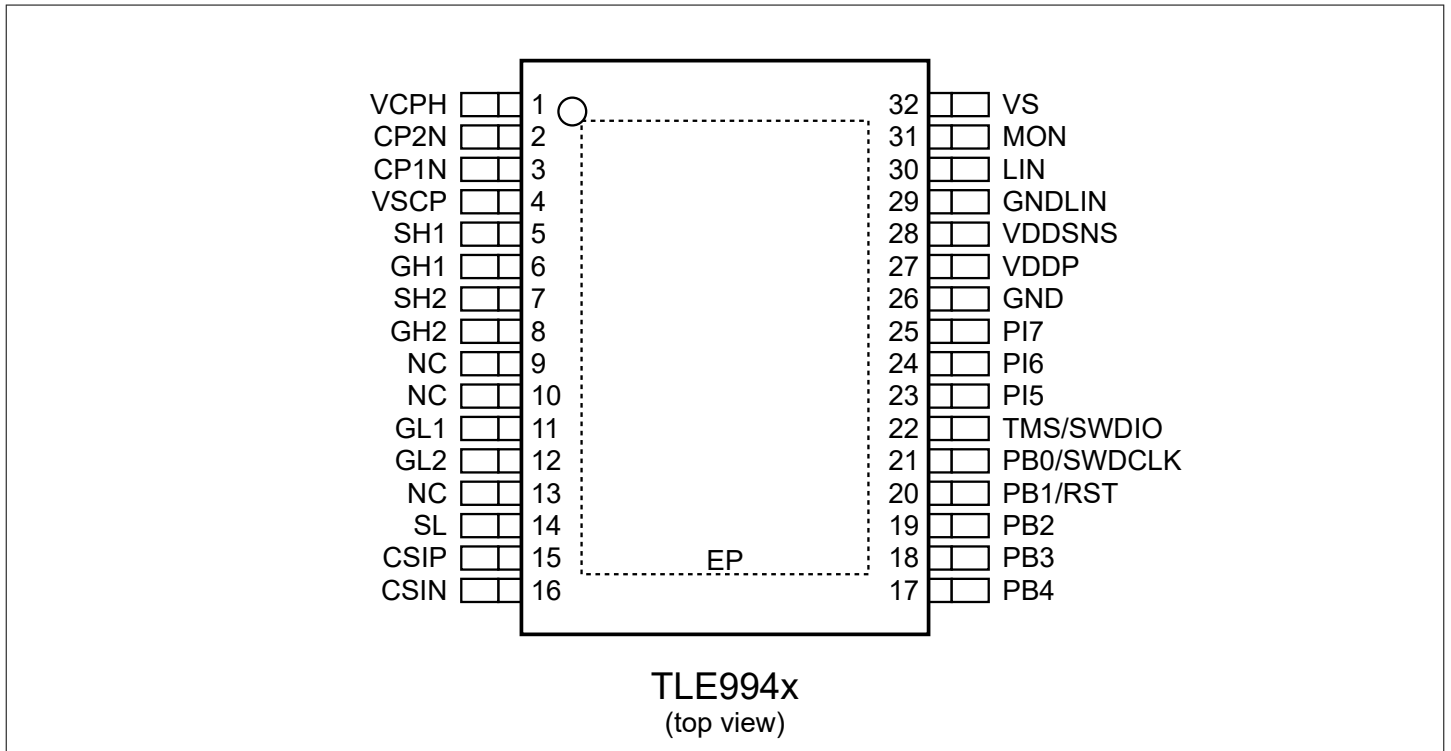 VCPH 1 32 VS
CP2N 2 31 MON
CP1N 3 30 LIN
VSCP 4 29 GNDLIN
SH1 5 28 VDDSNS
GH1 6 27 VDDP
SH2 7 26 GND
GH2 8 25 PI7
NC 9 24 PI6
NC 10 23 PI5
GL1 11 22 TMS/SWDIO
GL2 12 21 PB0/SWDCLK
NC 13 20 PB1/RST
SL 14 19 PB2
CSIP 15 EP 18 PB3
CSIN 16 17 PB4
TLE994x
(top view)